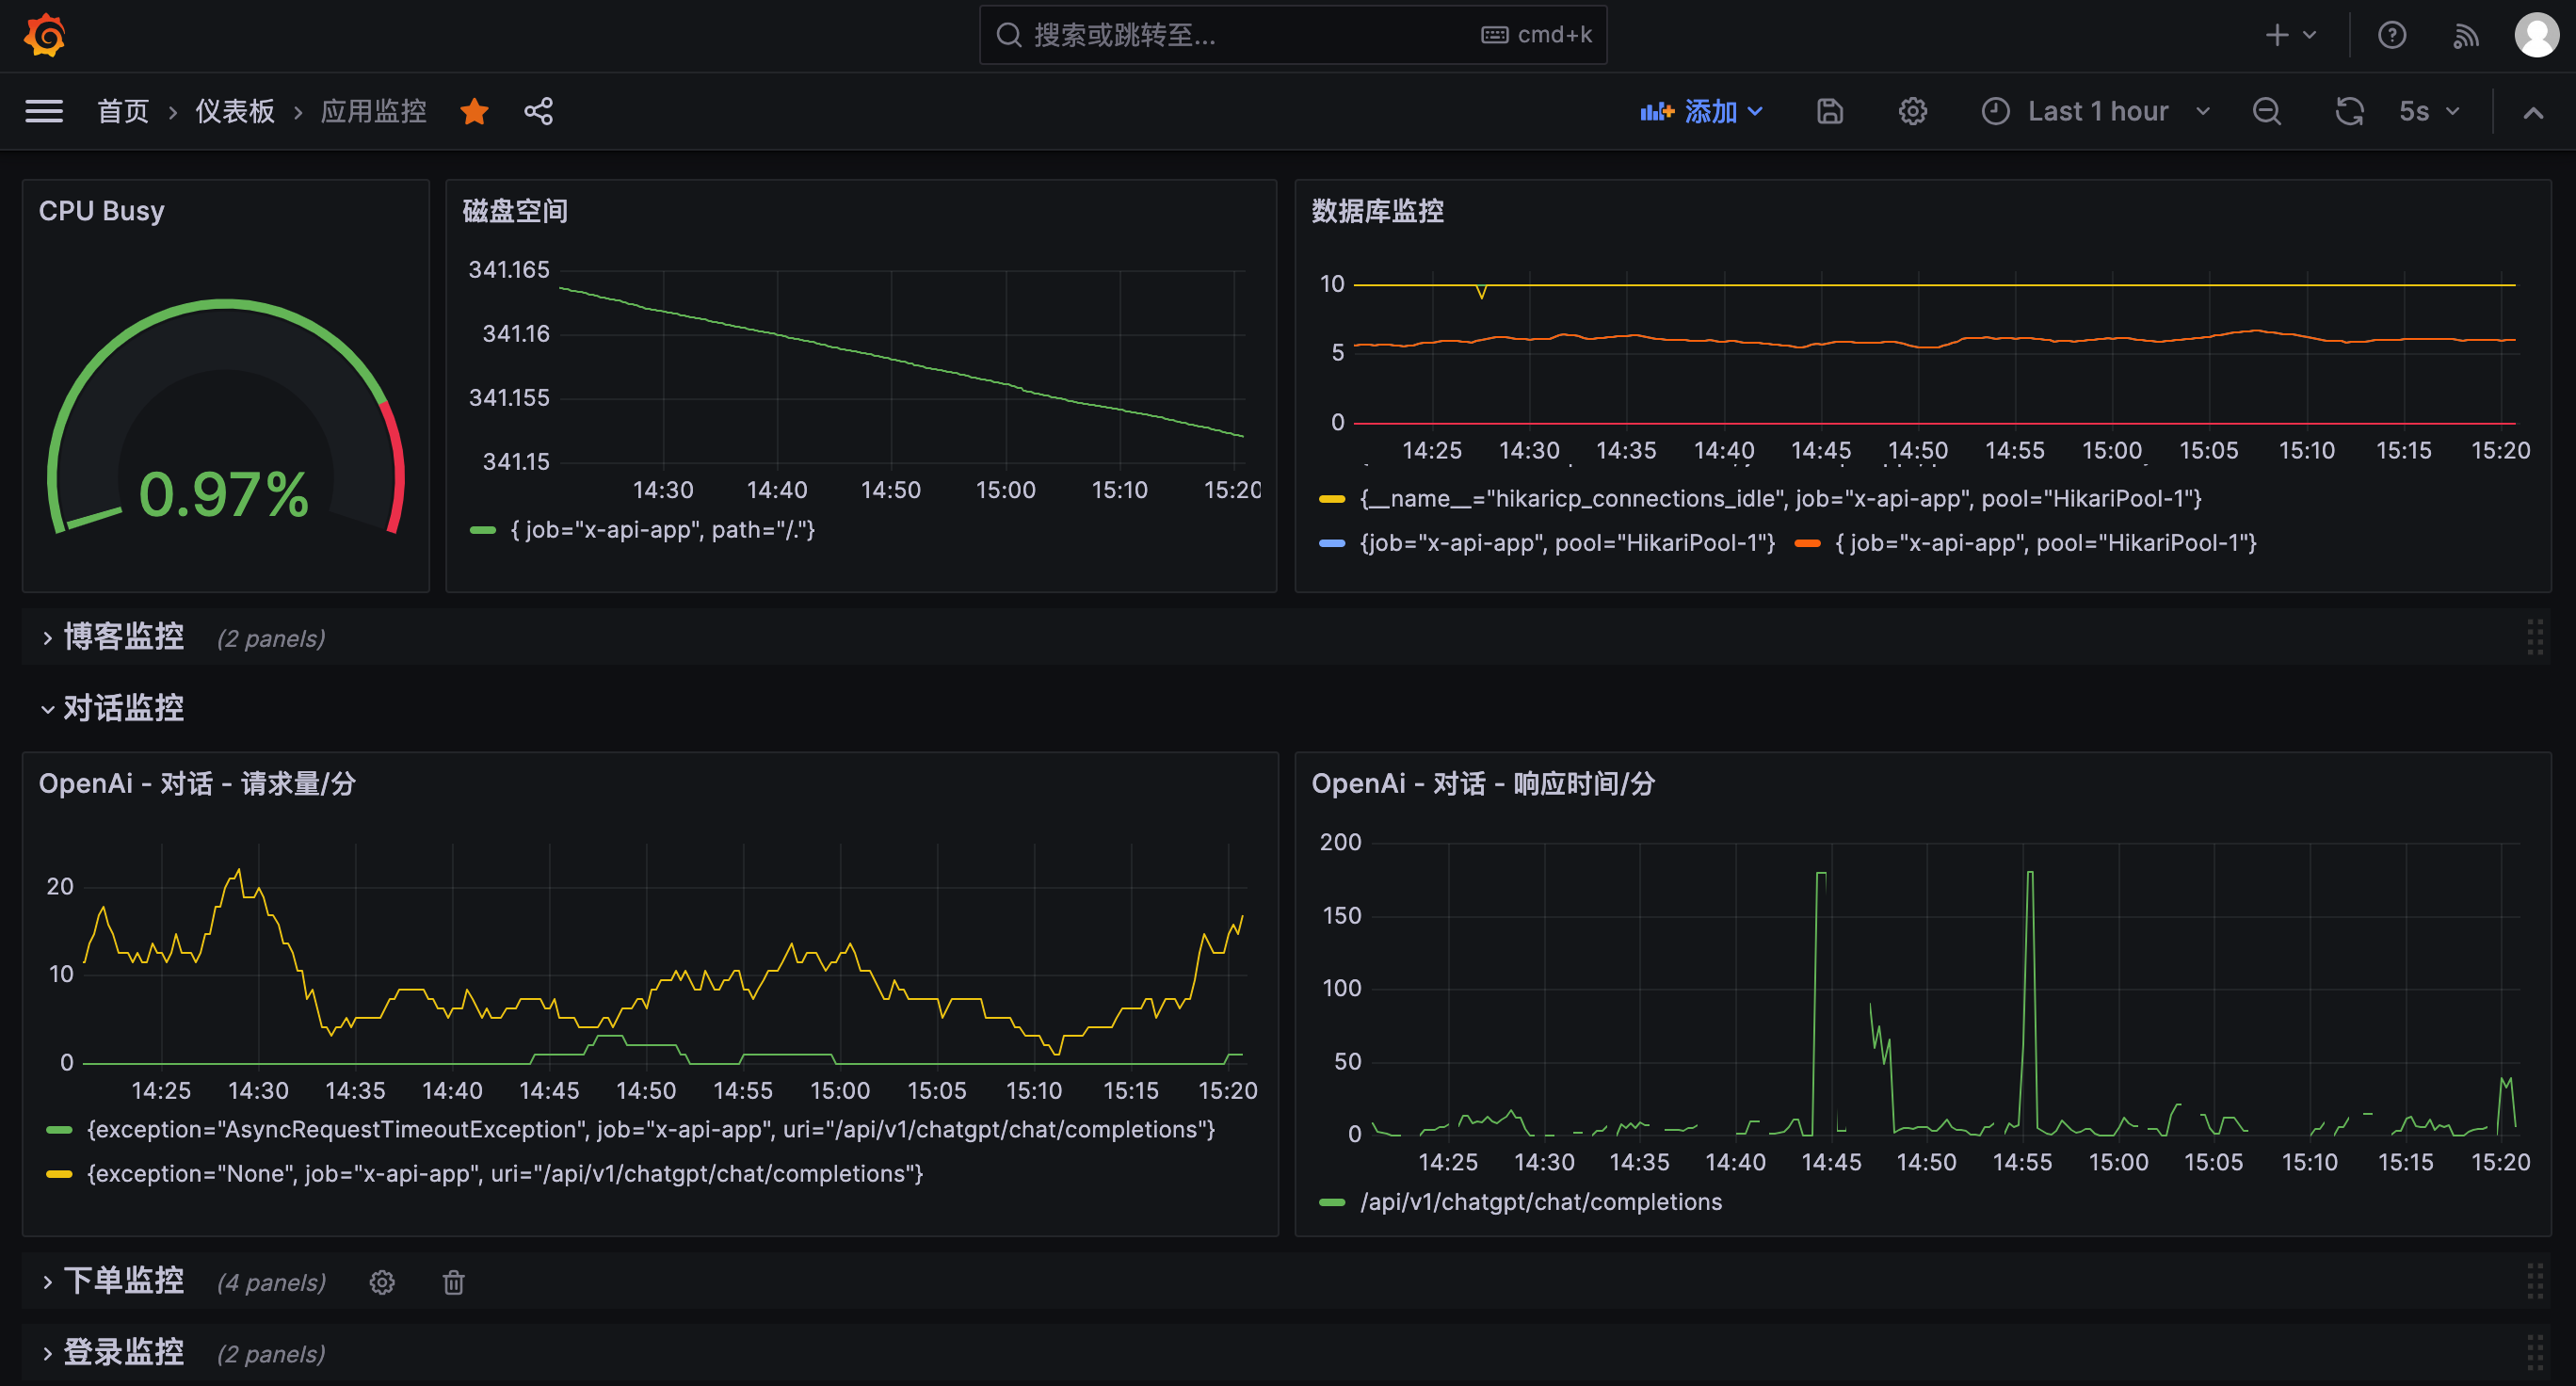 搜索或跳转至...
cmd+k
首页 › 仪表板 › 应用监控
添加
Last 1 hour
5s
CPU Busy
0.97%
磁盘空间
341.165
341.16
341.155
341.15
14:30 14:40 14:50 15:00 15:10 15:20
{ job="x-api-app", path="/."}
数据库监控
10
5
0
14:25 14:30 14:35 14:40 14:45 14:50 14:55 15:00 15:05 15:10 15:15 15:20
{__name__="hikaricp_connections_idle", job="x-api-app", pool="HikariPool-1"}
{job="x-api-app", pool="HikariPool-1"} { job="x-api-app", pool="HikariPool-1"}
博客监控 (2 panels)
对话监控
OpenAi - 对话 - 请求量/分
20
10
0
14:25 14:30 14:35 14:40 14:45 14:50 14:55 15:00 15:05 15:10 15:15 15:20
{exception="AsyncRequestTimeoutException", job="x-api-app", uri="/api/v1/chatgpt/chat/completions"}
{exception="None", job="x-api-app", uri="/api/v1/chatgpt/chat/completions"}
OpenAi - 对话 - 响应时间/分
200
150
100
50
0
14:25 14:30 14:35 14:40 14:45 14:50 14:55 15:00 15:05 15:10 15:15 15:20
/api/v1/chatgpt/chat/completions
下单监控 (4 panels)
登录监控 (2 panels)